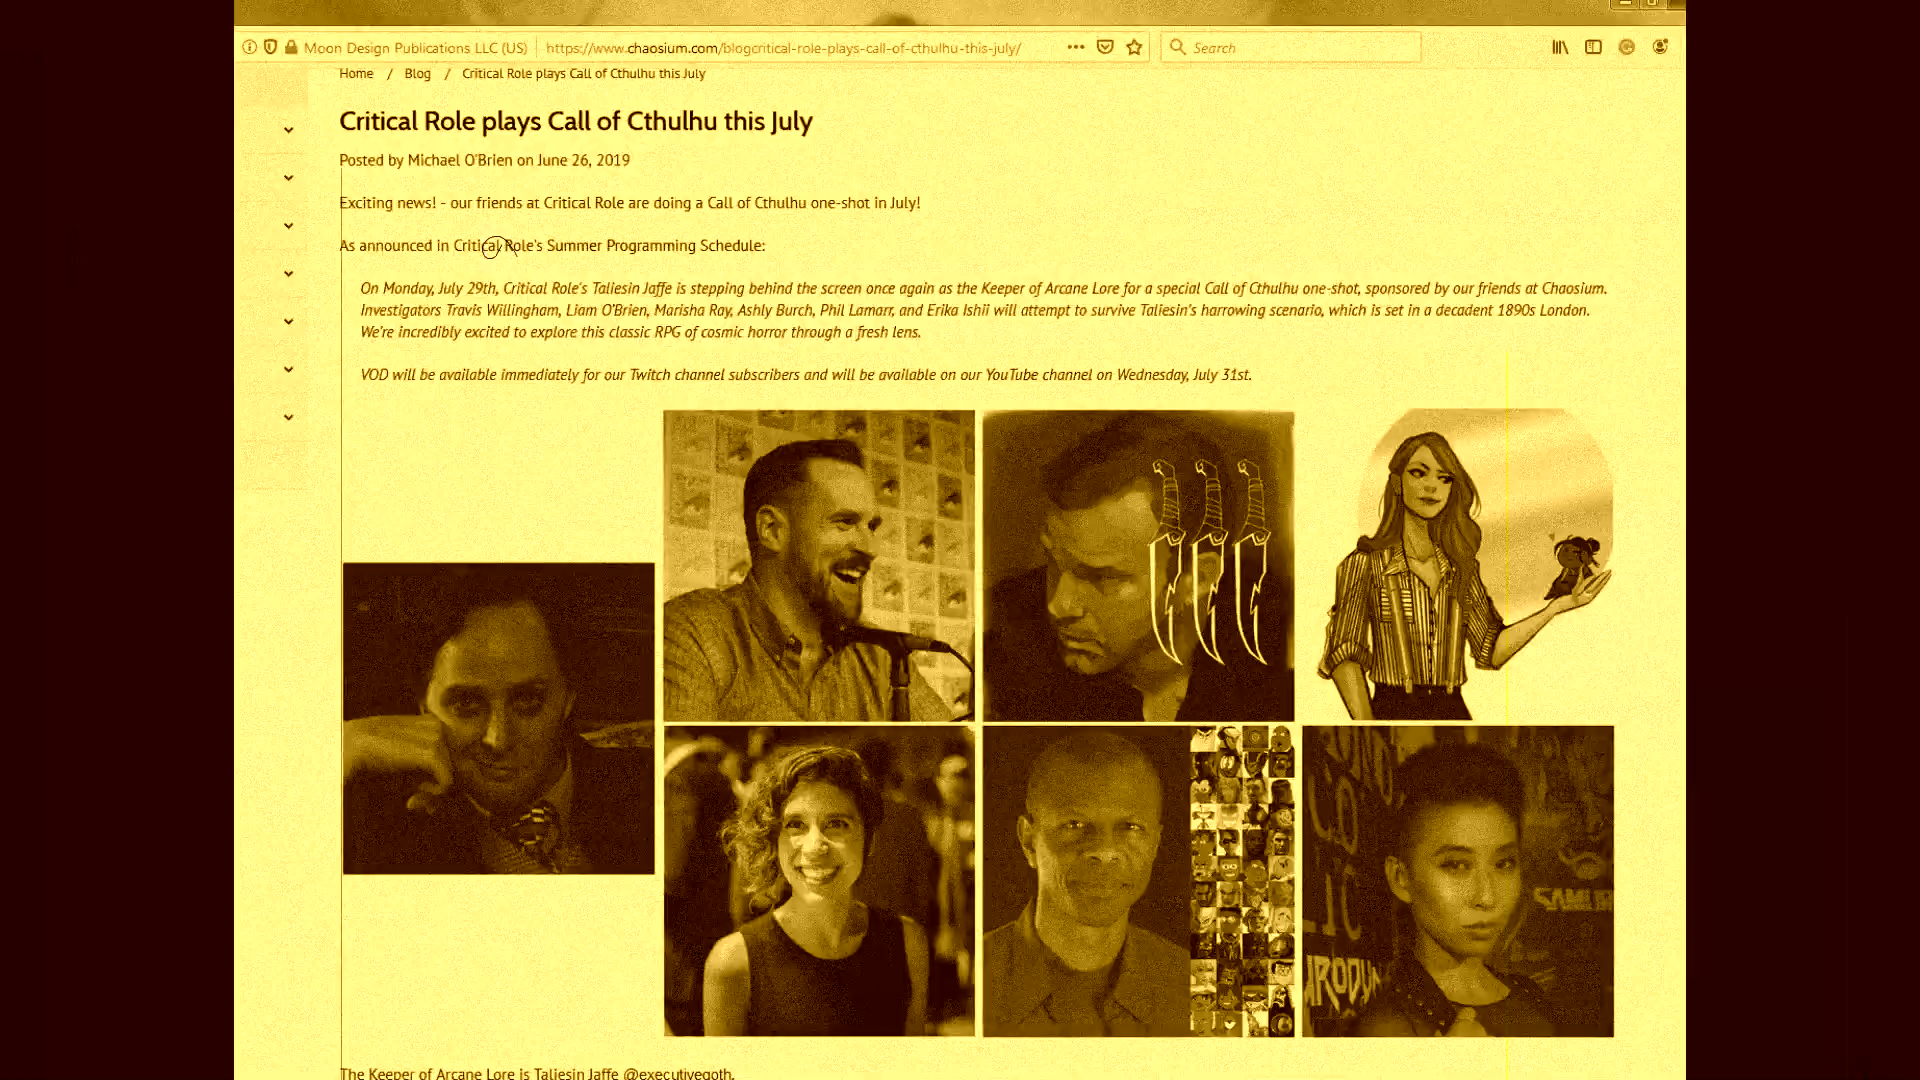 Moon Design Publications LLC (US) https://www.chaosium.com/blogcritical-role-plays-call-of-cthulhu-this-july/ Search
Home / Blog / Critical Role plays Call of Cthulhu this July
Critical Role plays Call of Cthulhu this July
Posted by Michael O'Brien on June 26, 2019
Exciting news! - our friends at Critical Role are doing a Call of Cthulhu one-shot in July!
As announced in Critical Role's Summer Programming Schedule:
On Monday, July 29th, Critical Role's Taliesin Jaffe is stepping behind the screen once again as the Keeper of Arcane Lore for a special Call of Cthulhu one-shot, sponsored by our friends at Chaosium.
Investigators Travis Willingham, Liam O'Brien, Marisha Ray, Ashly Burch, Phil Lamarr, and Erika Ishii will attempt to survive Taliesin's harrowing scenario, which is set in a decadent 1890s London.
We're incredibly excited to explore this classic RPG of cosmic horror through a fresh lens.
VOD will be available immediately for our Twitch channel subscribers and will be available on our YouTube channel on Wednesday, July 31st.
The Keeper of Arcane Lore is Taliesin Jaffe @executivegoth.